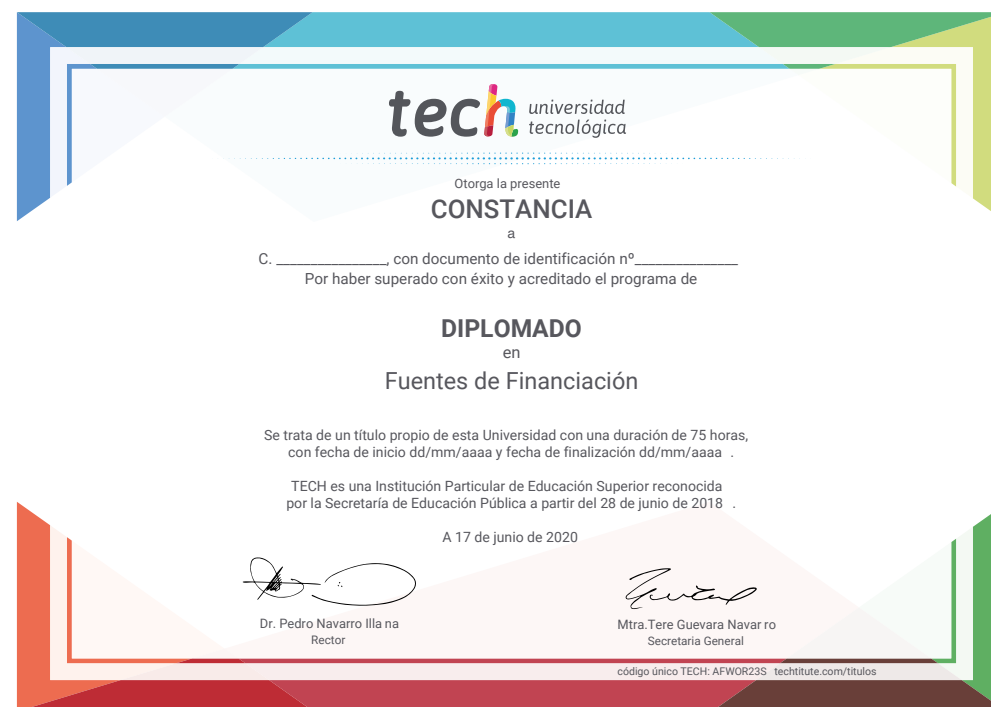 tech universidad
tecnológica
Otorga la presente
CONSTANCIA
a
C. ________________, con documento de identificación nº_______________
Por haber superado con éxito y acreditado el programa de
DIPLOMADO
en
Fuentes de Financiación
Se trata de un título propio de esta Universidad con una duración de 75 horas,
con fecha de inicio dd/mm/aaaa y fecha de finalización dd/mm/aaaa .
TECH es una Institución Particular de Educación Superior reconocida
por la Secretaría de Educación Pública a partir del 28 de junio de 2018 .
A 17 de junio de 2020
Dr. Pedro Navarro Illa na
Rector
Mtra.Tere Guevara Navar ro
Secretaria General
código único TECH: AFWOR23S techtitute.com/titulos